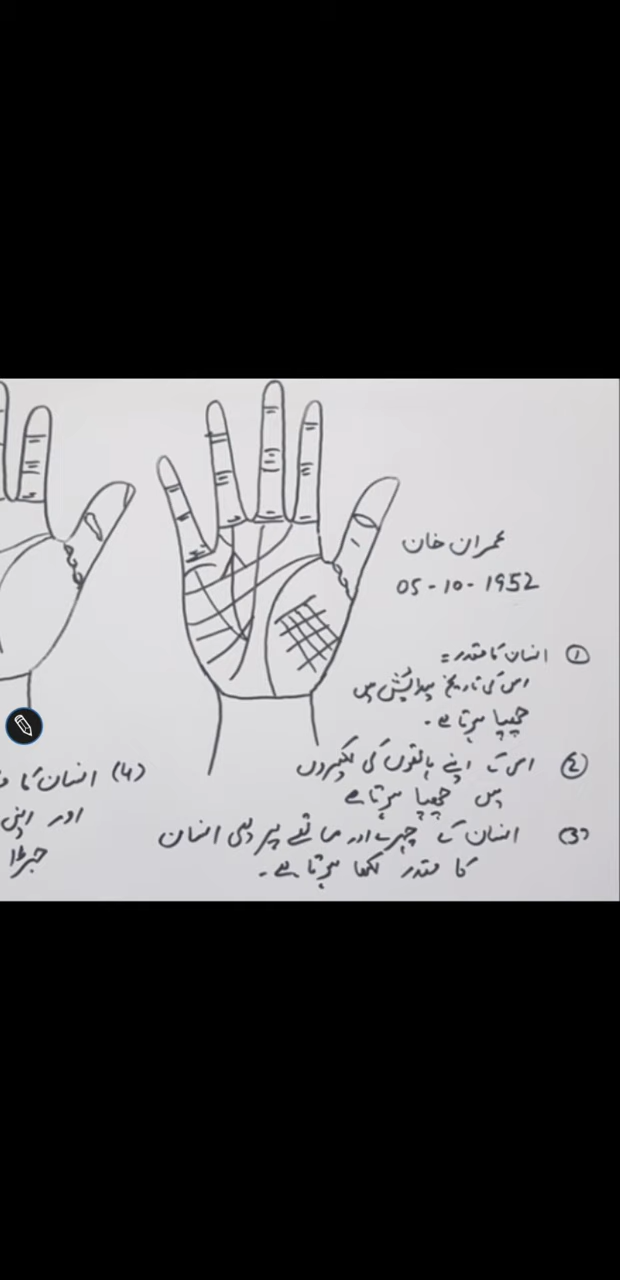 عمران خان
05-10-1952
① انسان کا مقدر =
اس کی تاریخ پیدائش میں
چھپا ہوتا ہے۔
(2) اس کے اپنے ہاتھوں کی لکیروں
میں چھپا ہوتا ہے
(3) انسان کے چہرے اور ماتھے پر ہی انسان
کا مقدر لکھا ہوتا ہے۔
(4) انسان کا
اور اپنی